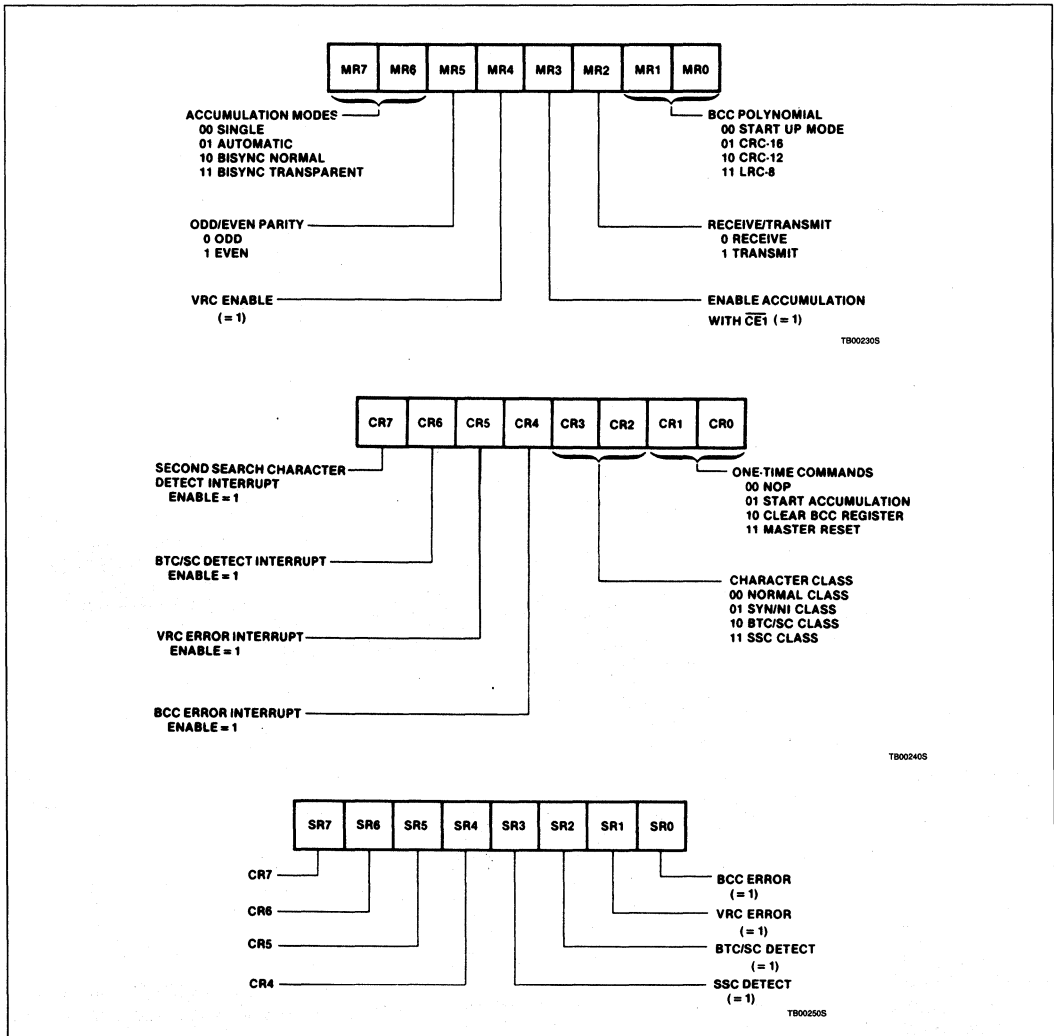 MR7 MR6 MR5 MR4 MR3 MR2 MR1 MR0
ACCUMULATION MODES
00 SINGLE
01 AUTOMATIC
10 BISYNC NORMAL
11 BISYNC TRANSPARENT
BCC POLYNOMIAL
00 START UP MODE
01 CRC-16
10 CRC-12
11 LRC-8
ODD/EVEN PARITY
0 ODD
1 EVEN
RECEIVE/TRANSMIT
0 RECEIVE
1 TRANSMIT
VRC ENABLE
(= 1)
ENABLE ACCUMULATION
WITH C̅E̅1̅ (= 1)
TB00230S
CR7 CR6 CR5 CR4 CR3 CR2 CR1 CR0
SECOND SEARCH CHARACTER
DETECT INTERRUPT
ENABLE = 1
ONE-TIME COMMANDS
00 NOP
01 START ACCUMULATION
10 CLEAR BCC REGISTER
11 MASTER RESET
BTC/SC DETECT INTERRUPT
ENABLE = 1
CHARACTER CLASS
00 NORMAL CLASS
01 SYN/NI CLASS
10 BTC/SC CLASS
11 SSC CLASS
VRC ERROR INTERRUPT
ENABLE = 1
BCC ERROR INTERRUPT
ENABLE = 1
TB00240S
SR7 SR6 SR5 SR4 SR3 SR2 SR1 SR0
CR7
BCC ERROR
(= 1)
CR6
VRC ERROR
(= 1)
CR5
BTC/SC DETECT
(= 1)
CR4
SSC DETECT
(= 1)
TB00250S